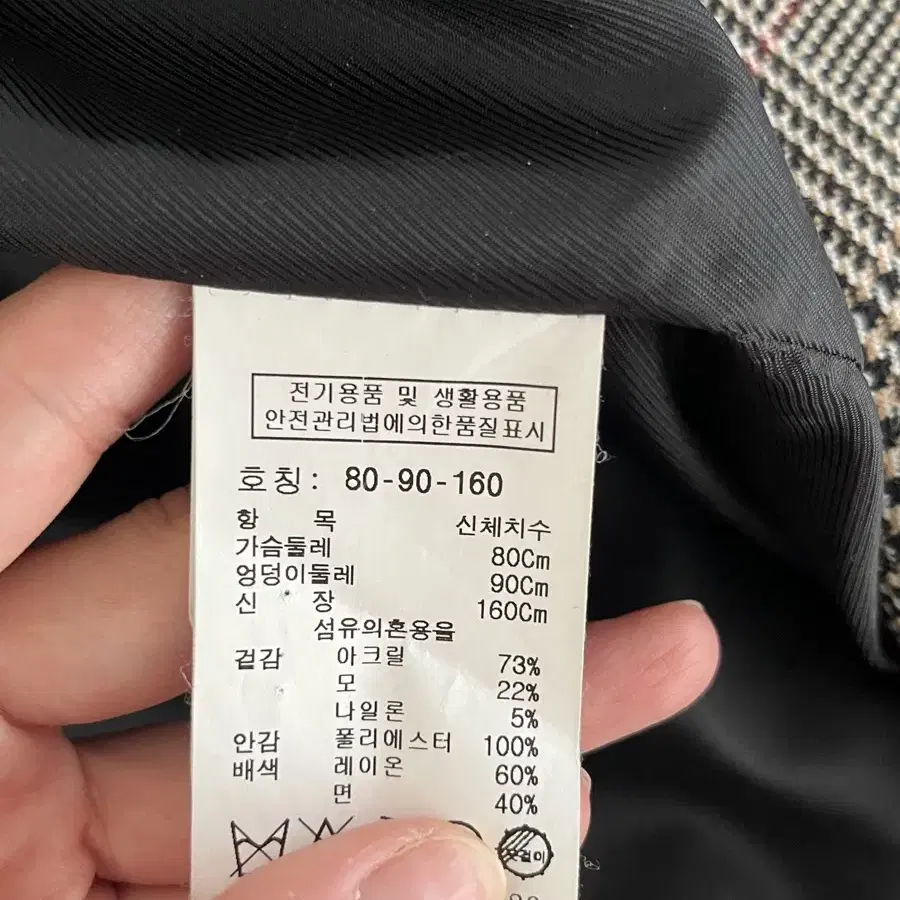 전기용품 및 생활용품
안전관리법에의한품질표시
호칭: 80-90-160
항 목 신체치수
가슴둘레 80Cm
엉덩이둘레 90Cm
신 장 160Cm
섬유의혼용율
겉감 아크릴 73%
모 22%
나일론 5%
안감 폴리에스터 100%
배색 레이온 60%
면 40%